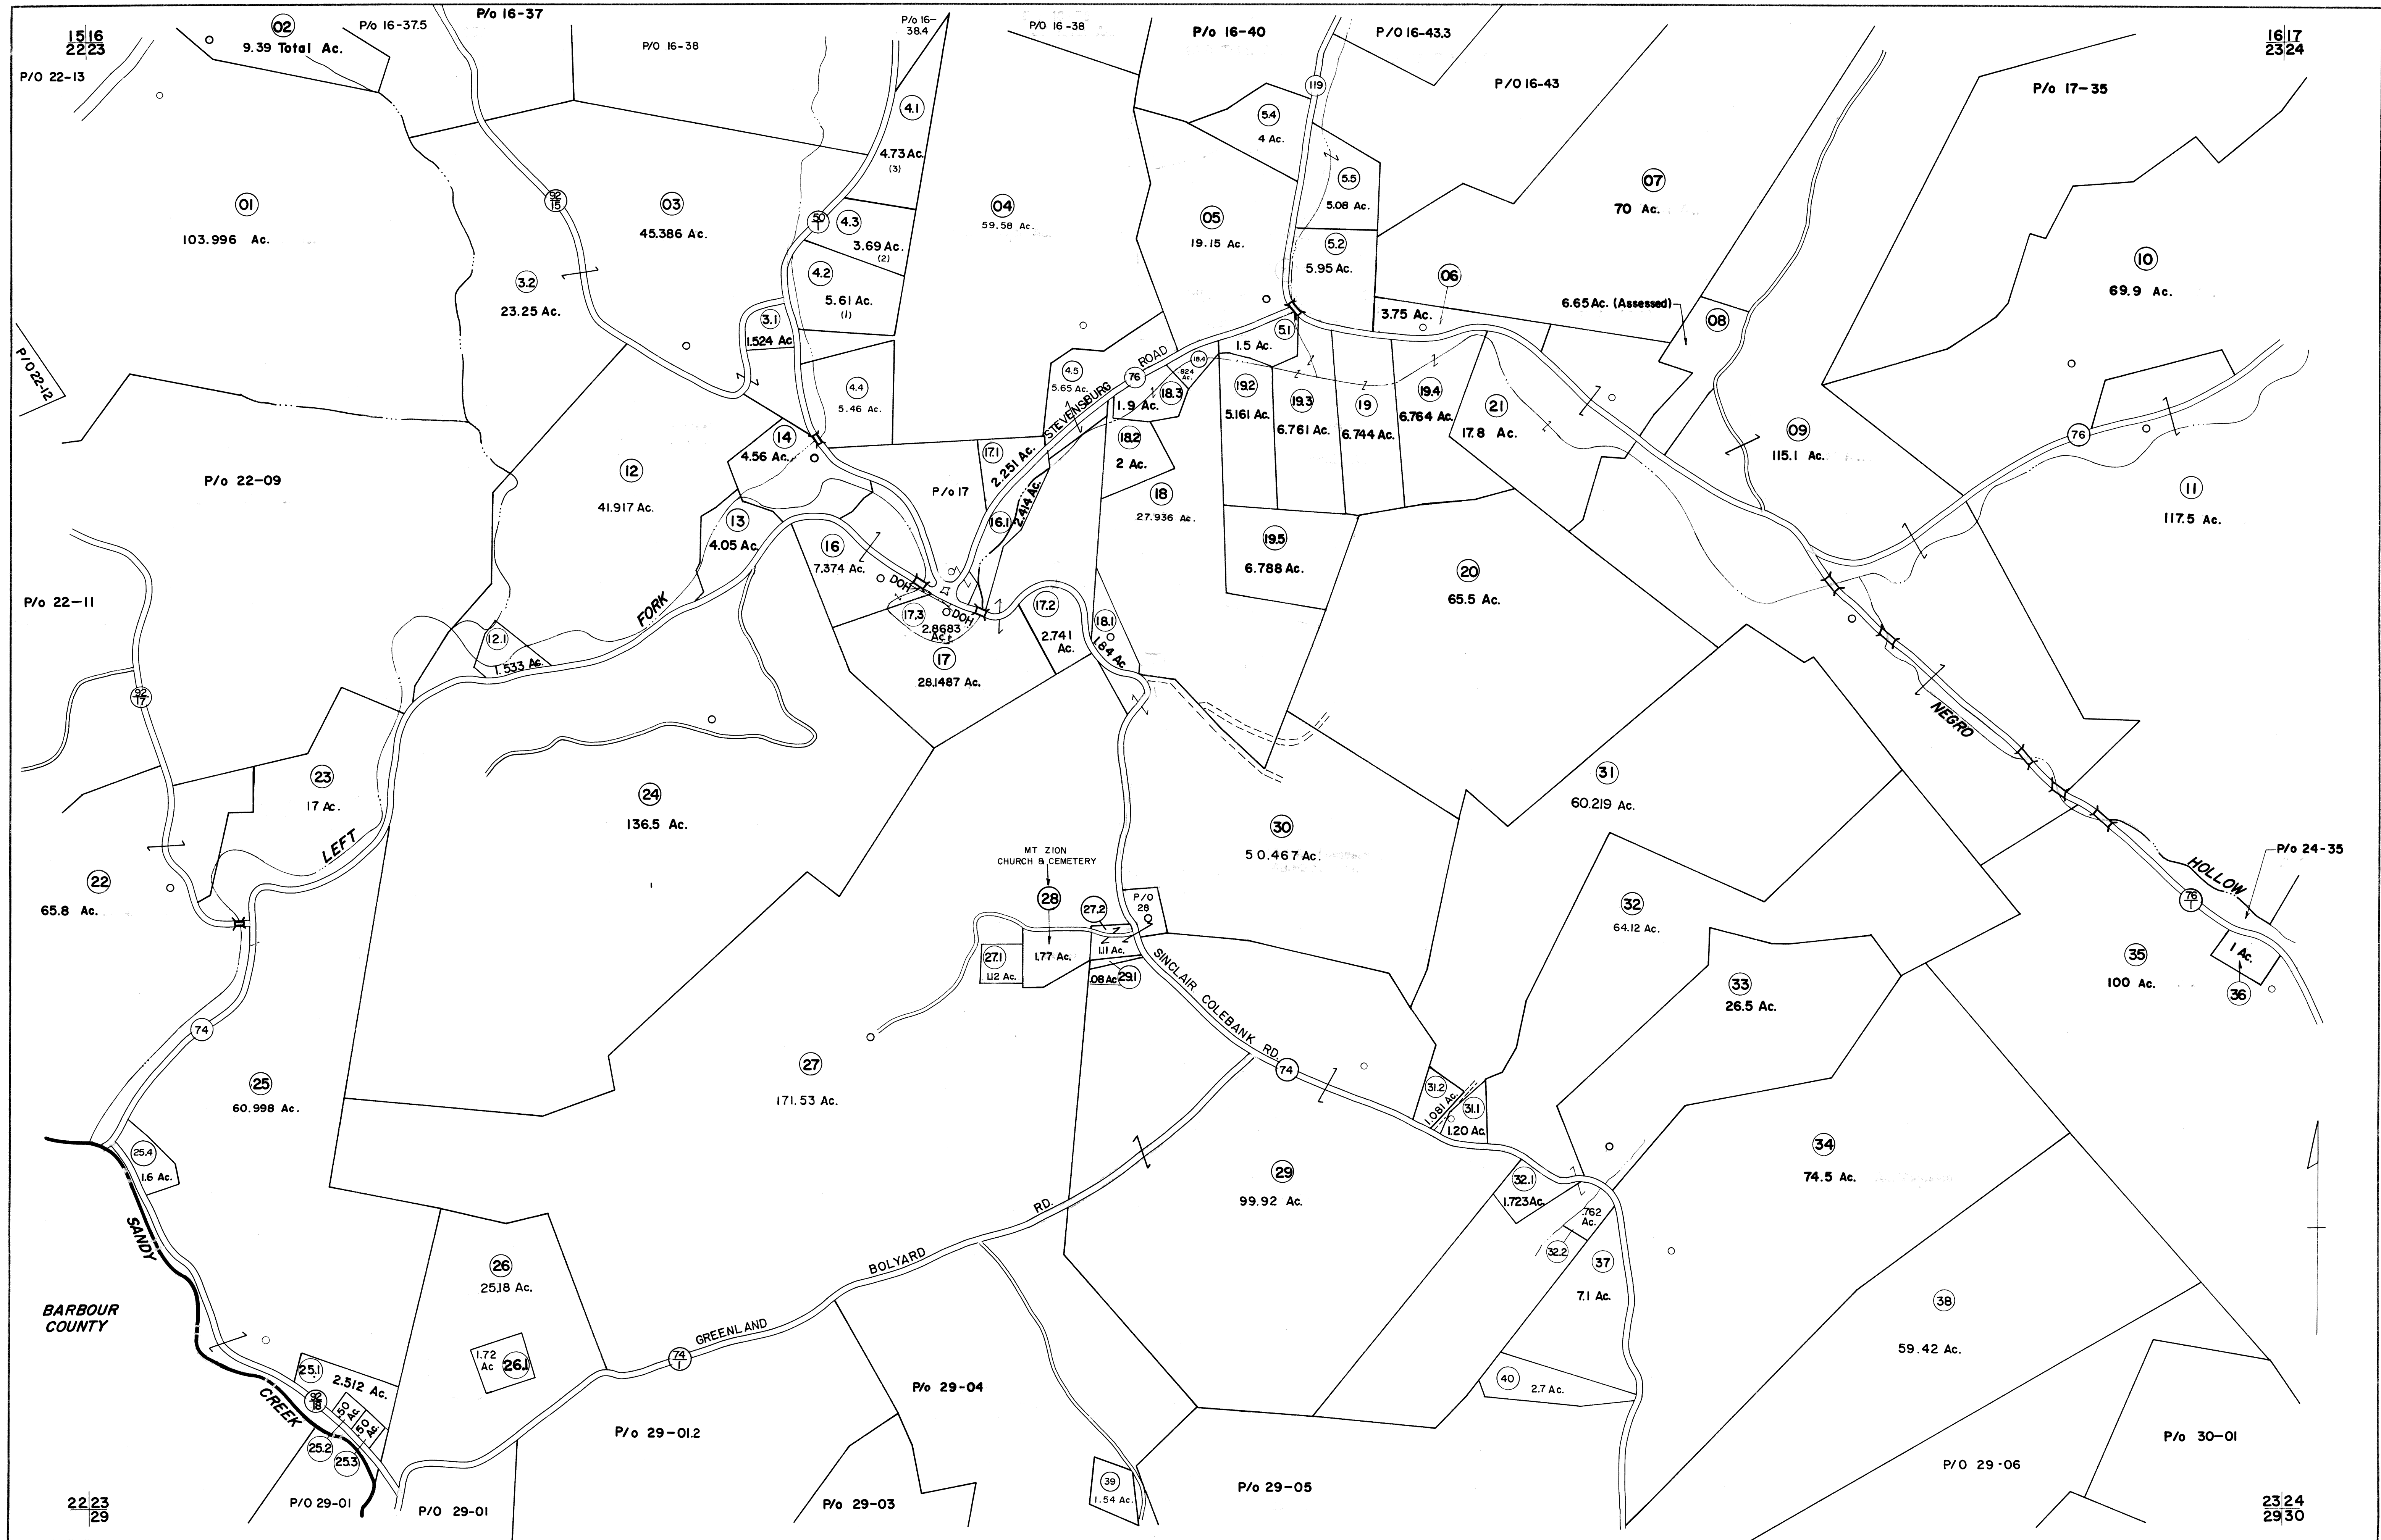 15 16
22 23
P/O 22-13
02
9.39 Total Ac.
P/o 16-37.5
P/o 16-37
P/O 16-38
P/o 16-
38.4
P/O 16-38
P/o 16-40
P/O 16-43.3
P/O 16-43
P/o 17-35
16 17
23 24
119
5.4
4 Ac.
4.1
4.73 Ac.
(3)
01
103.996 Ac.
92
15
03
45.386 Ac.
50
1
4.3
3.69 Ac.
(2)
04
59.58 Ac.
05
19.15 Ac.
5.5
5.08 Ac.
07
70 Ac.
5.2
5.95 Ac.
10
69.9 Ac.
3.2
23.25 Ac.
4.2
5.61 Ac.
(1)
06
3.75 Ac.
6.65 Ac. (Assessed)
08
3.1
1.524 Ac
5.1
1.5 Ac.
P/O 22-12
4.4
5.46 Ac.
4.5
5.65 Ac.
STEVENSBURG ROAD
76
18.4
.824
Ac.
18.3
1.9 Ac.
19.2
5.161 Ac.
19.3
6.761 Ac.
19
6.744 Ac.
19.4
6.764 Ac.
21
17.8 Ac.
09
115.1 Ac.
76
14
4.56 Ac.
17.1
2.251 Ac.
18.2
2 Ac.
P/o 22-09
12
41.917 Ac.
P/o 17
16.1
2.414 Ac.
18
27.936 Ac.
11
117.5 Ac.
13
4.05 Ac.
16
7.374 Ac.
19.5
6.788 Ac.
20
65.5 Ac.
P/o 22-11
FORK
DOH
DOH
17.3
2.8683
Ac.±
17.2
2.741
Ac.
18.1
1.84 Ac.
12.1
1.533 Ac.
17
28.1487 Ac.
92
17
NEGRO
23
17 Ac.
24
136.5 Ac.
31
60.219 Ac.
30
50.467 Ac.
LEFT
MT ZION
CHURCH & CEMETERY
HOLLOW
P/o 24-35
22
65.8 Ac.
28
27.2
P/O
28
32
64.12 Ac.
76
1
27.1
1.12 Ac.
1.77 Ac.
1.11 Ac.
.08 Ac
29.1
SINCLAIR COLEBANK RD.
35
100 Ac.
1 Ac.
36
33
26.5 Ac.
74
25
60.998 Ac.
27
171.53 Ac.
74
31.2
1.081 Ac.
31.1
1.20 Ac.
25.4
1.6 Ac.
34
74.5 Ac.
29
99.92 Ac.
32.1
1.723 Ac.
.762
Ac.
32.2
SANDY
RD.
BOLYARD
26
25.18 Ac.
37
7.1 Ac.
BARBOUR
COUNTY
38
59.42 Ac.
GREENLAND
74
1
1.72
Ac
26.1
25.1
2.512 Ac.
92
18
CREEK
.50
Ac
.50
Ac.
25.2
25.3
40
2.7 Ac.
P/o 29-04
P/o 29-01.2
P/o 30-01
P/O 29-06
39
1.54 Ac.
P/o 29-05
22 23
29
P/O 29-01
P/O 29-01
P/o 29-03
23 24
29 30